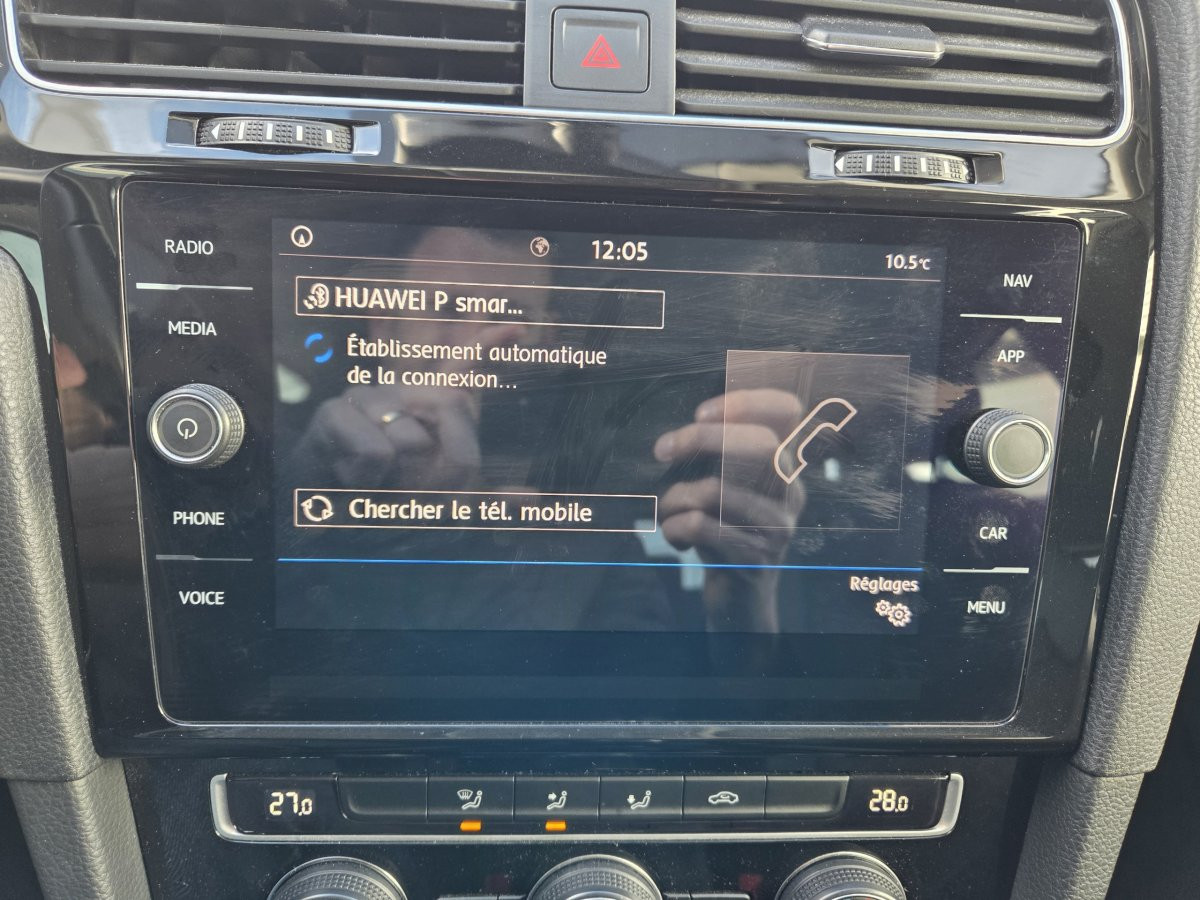 12:05
10.5°C
RADIO
MEDIA
PHONE
VOICE
HUAWEI P smar...
Établissement automatique
de la connexion...
Chercher le tél. mobile
Réglages
NAV
APP
CAR
MENU
27,0
28,0